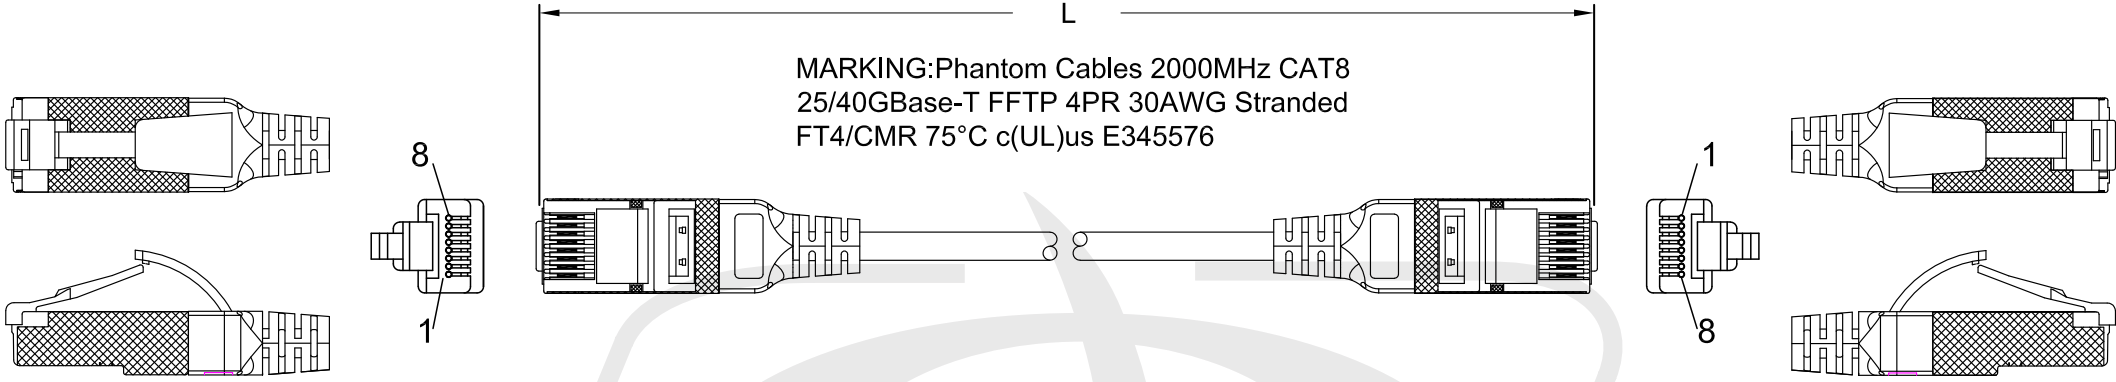 L
MARKING:Phantom Cables 2000MHz CAT8
25/40GBase-T FFTP 4PR 30AWG Stranded
FT4/CMR 75°C c(UL)us E345576
8
1
1
8